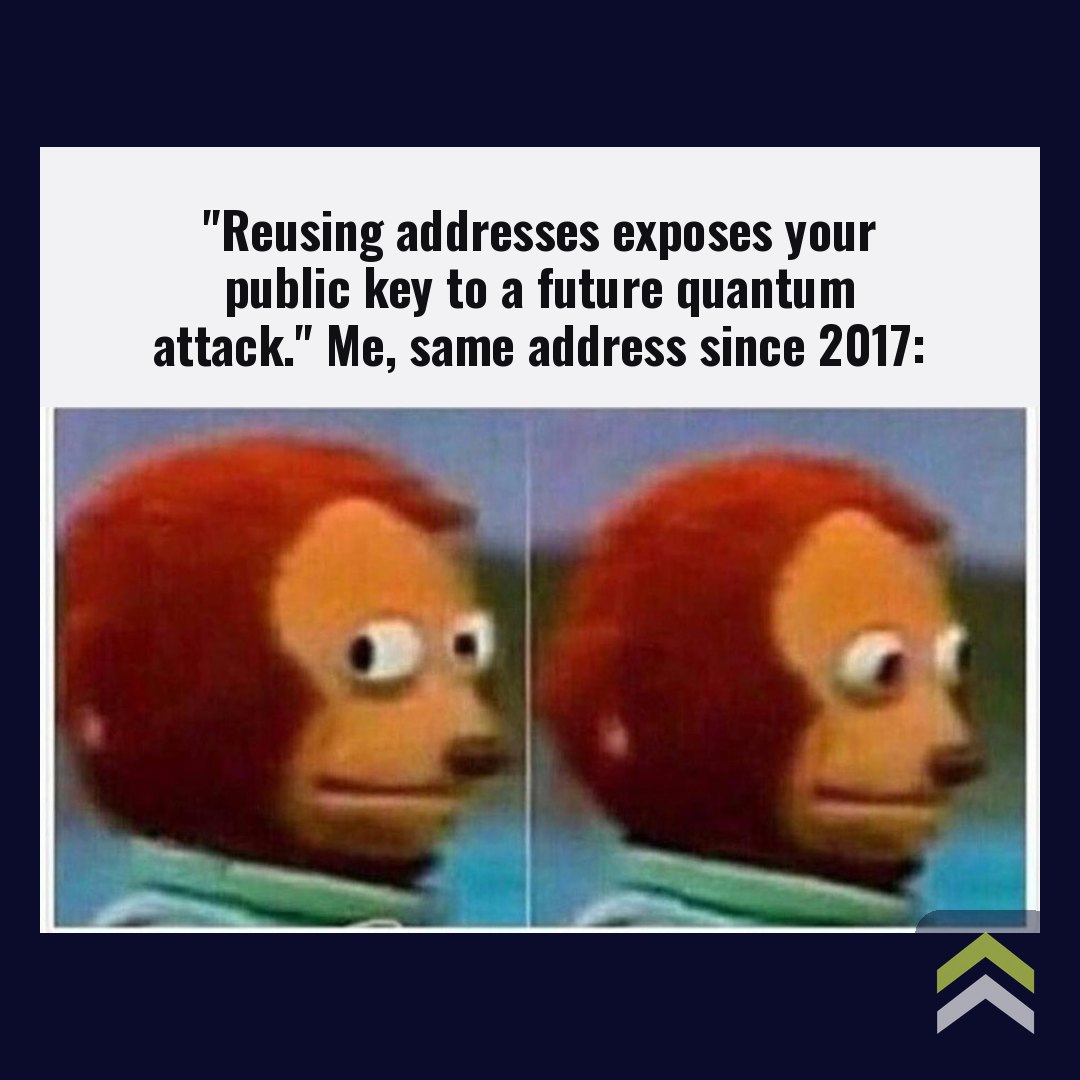 "Reusing addresses exposes your
public key to a future quantum
attack." Me, same address since 2017: